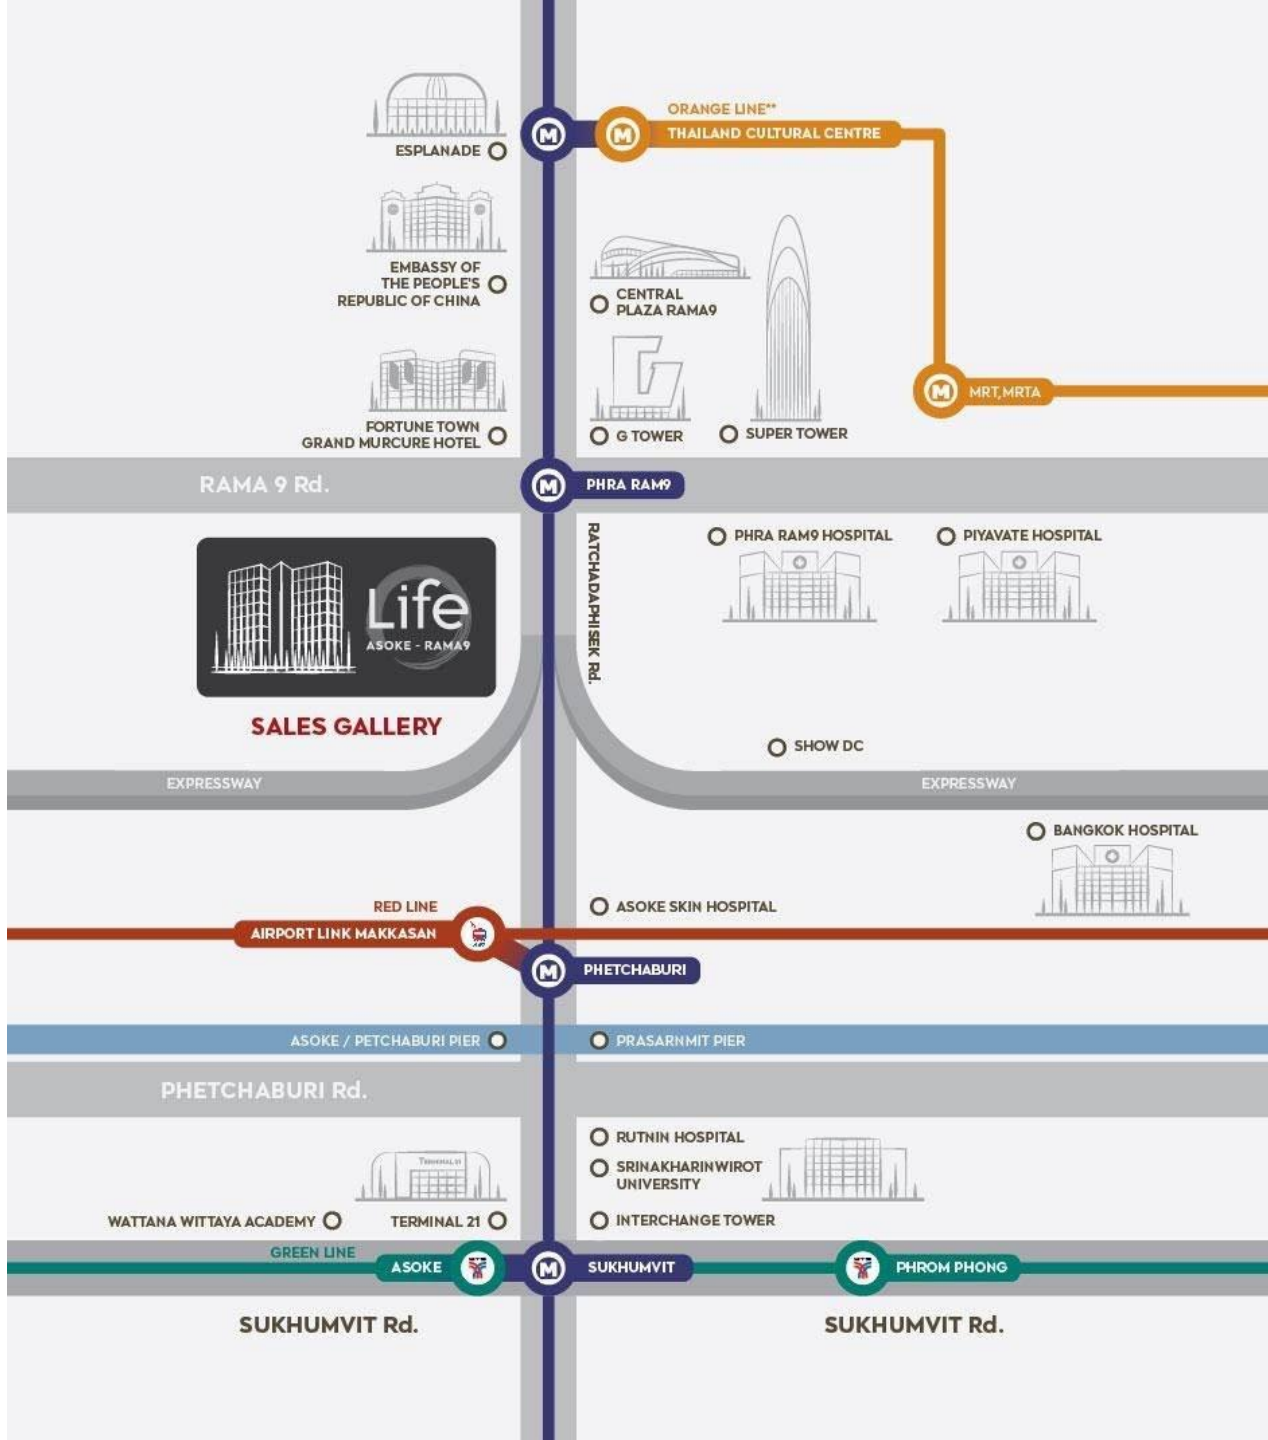 ORANGE LINE**
THAILAND CULTURAL CENTRE
ESPLANADE
EMBASSY OF
THE PEOPLE'S
REPUBLIC OF CHINA
CENTRAL
PLAZA RAMA9
MRT,MRTA
FORTUNE TOWN
GRAND MURCURE HOTEL
G TOWER
SUPER TOWER
RAMA 9 Rd.
PHRA RAM9
RATCHADAPHISEK Rd.
PHRA RAM9 HOSPITAL
PIYAVATE HOSPITAL
Life
ASOKE - RAMA9
SALES GALLERY
SHOW DC
EXPRESSWAY
EXPRESSWAY
BANGKOK HOSPITAL
RED LINE
ASOKE SKIN HOSPITAL
AIRPORT LINK MAKKASAN
PHETCHABURI
ASOKE / PETCHABURI PIER
PRASARNMIT PIER
PHETCHABURI Rd.
RUTNIN HOSPITAL
TERMINAL 21
SRINAKHARINWIROT
UNIVERSITY
WATTANA WITTAYA ACADEMY
TERMINAL 21
INTERCHANGE TOWER
GREEN LINE
ASOKE
SUKHUMVIT
PHROM PHONG
SUKHUMVIT Rd.
SUKHUMVIT Rd.